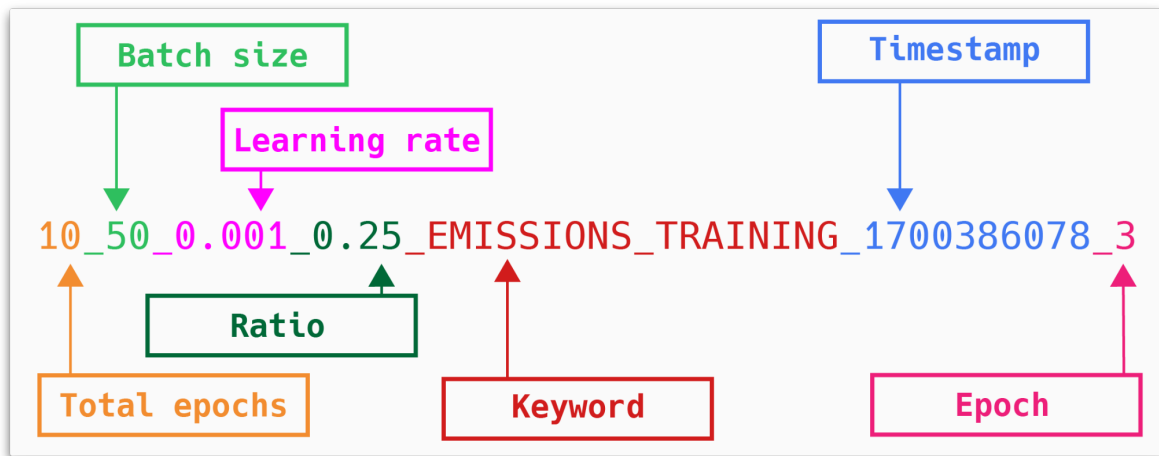 Batch size
Timestamp
Learning rate
10_50_0.001_0.25_EMISSIONS_TRAINING_1700386078_3
Ratio
Total epochs
Keyword
Epoch